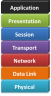 Application
Presentation
Session
Transport
Network
Data Link
Physical